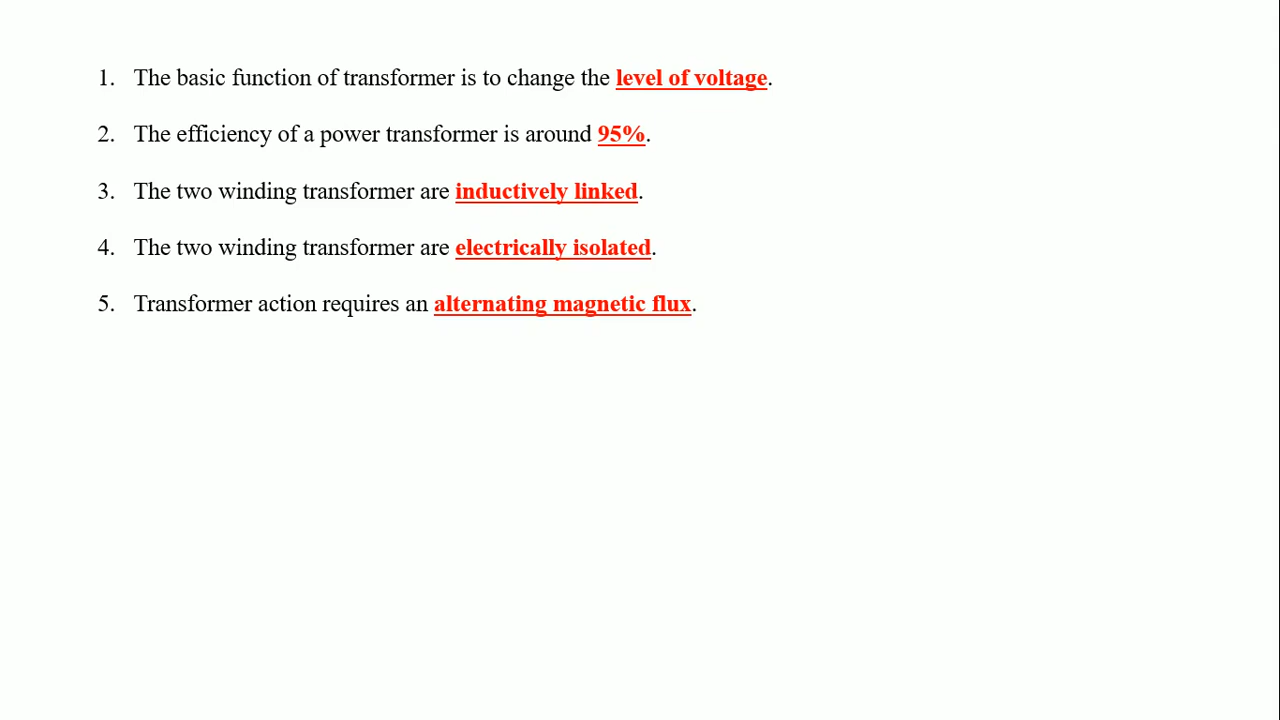 1. The basic function of transformer is to change the level of voltage.
2. The efficiency of a power transformer is around 95%.
3. The two winding transformer are inductively linked.
4. The two winding transformer are electrically isolated.
5. Transformer action requires an alternating magnetic flux.